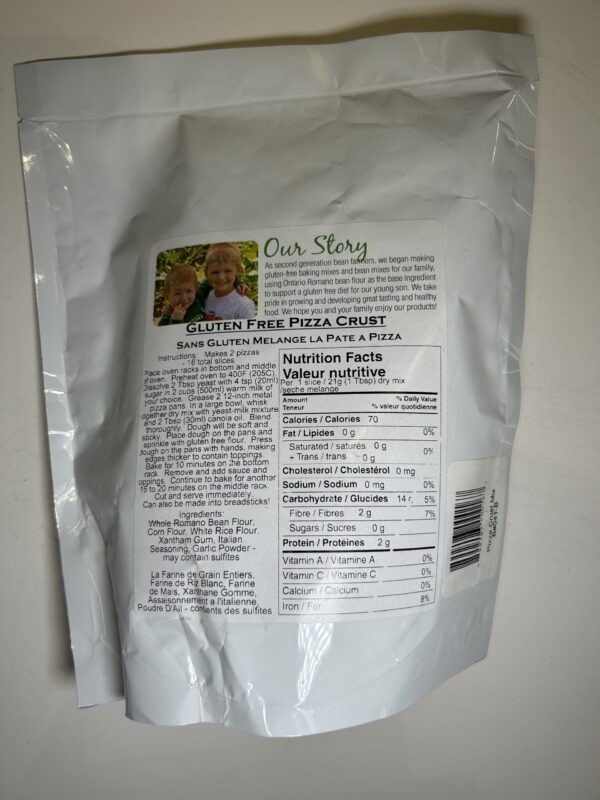 Our Story
As second generation bean farmers, we began making
gluten-free baking mixes and bean mixes for our family,
using Ontario Romano bean flour as the base ingredient
to support a gluten free diet for our young son. We take
pride in growing and developing great tasting and healthy
food. We hope you and your family enjoy our products!
GLUTEN FREE PIZZA CRUST
SANS GLUTEN MELANGE LA PATE A PIZZA
Instructions: Makes 2 pizzas
- 16 total slices
Place oven racks in bottom and middle
of oven. Preheat oven to 400F (205C).
Dissolve 2 Tbsp yeast with 4 tsp (20ml)
sugar in 2 cups (500ml) warm milk of
your choice. Grease 2 12-inch metal
pizza pans. In a large bowl, whisk
together dry mix with yeast-milk mixture
and 2 Tbsp (30ml) canola oil. Blend
thoroughly. Dough will be soft and
sticky. Place dough on the pans and
sprinkle with gluten free flour. Press
dough on the pans with hands, making
edges thicker to contain toppings.
Bake for 10 minutes on the bottom
rack. Remove and add sauce and
toppings. Continue to bake for another
15 to 20 minutes on the middle rack.
Cut and serve immediately.
Can also be made into breadsticks!
Ingredients:
Whole Romano Bean Flour,
Corn Flour, White Rice Flour,
Xantham Gum, Italian
Seasoning, Garlic Powder -
may contain sulfites
La Farine de Grain Entiers,
Farine de Riz Blanc, Farine
de Mais, Xanthane Gomme,
Assaisonnement a l'italienne,
Poudre D'Ail - contients des sulfites
Nutrition Facts
Valeur nutritive
Per 1 slice / 21g (1 Tbsp) dry mix
/seche melange
Amount % Daily Value
Teneur % valeur quotidienne
Calories / Calories 70
Fat / Lipides 0 g 0%
Saturated / saturés 0 g
+ Trans / trans 0 g 0%
Cholesterol / Cholestérol 0 mg
Sodium / Sodium 0 mg 0%
Carbohydrate / Glucides 14 g 5%
Fibre / Fibres 2 g 7%
Sugars / Sucres 0 g
Protein / Protéines 2 g
Vitamin A / Vitamine A 0%
Vitamin C / Vitamine C 0%
Calcium / Calcium 0%
Iron / Fer 8%
Pizza Crust Mix